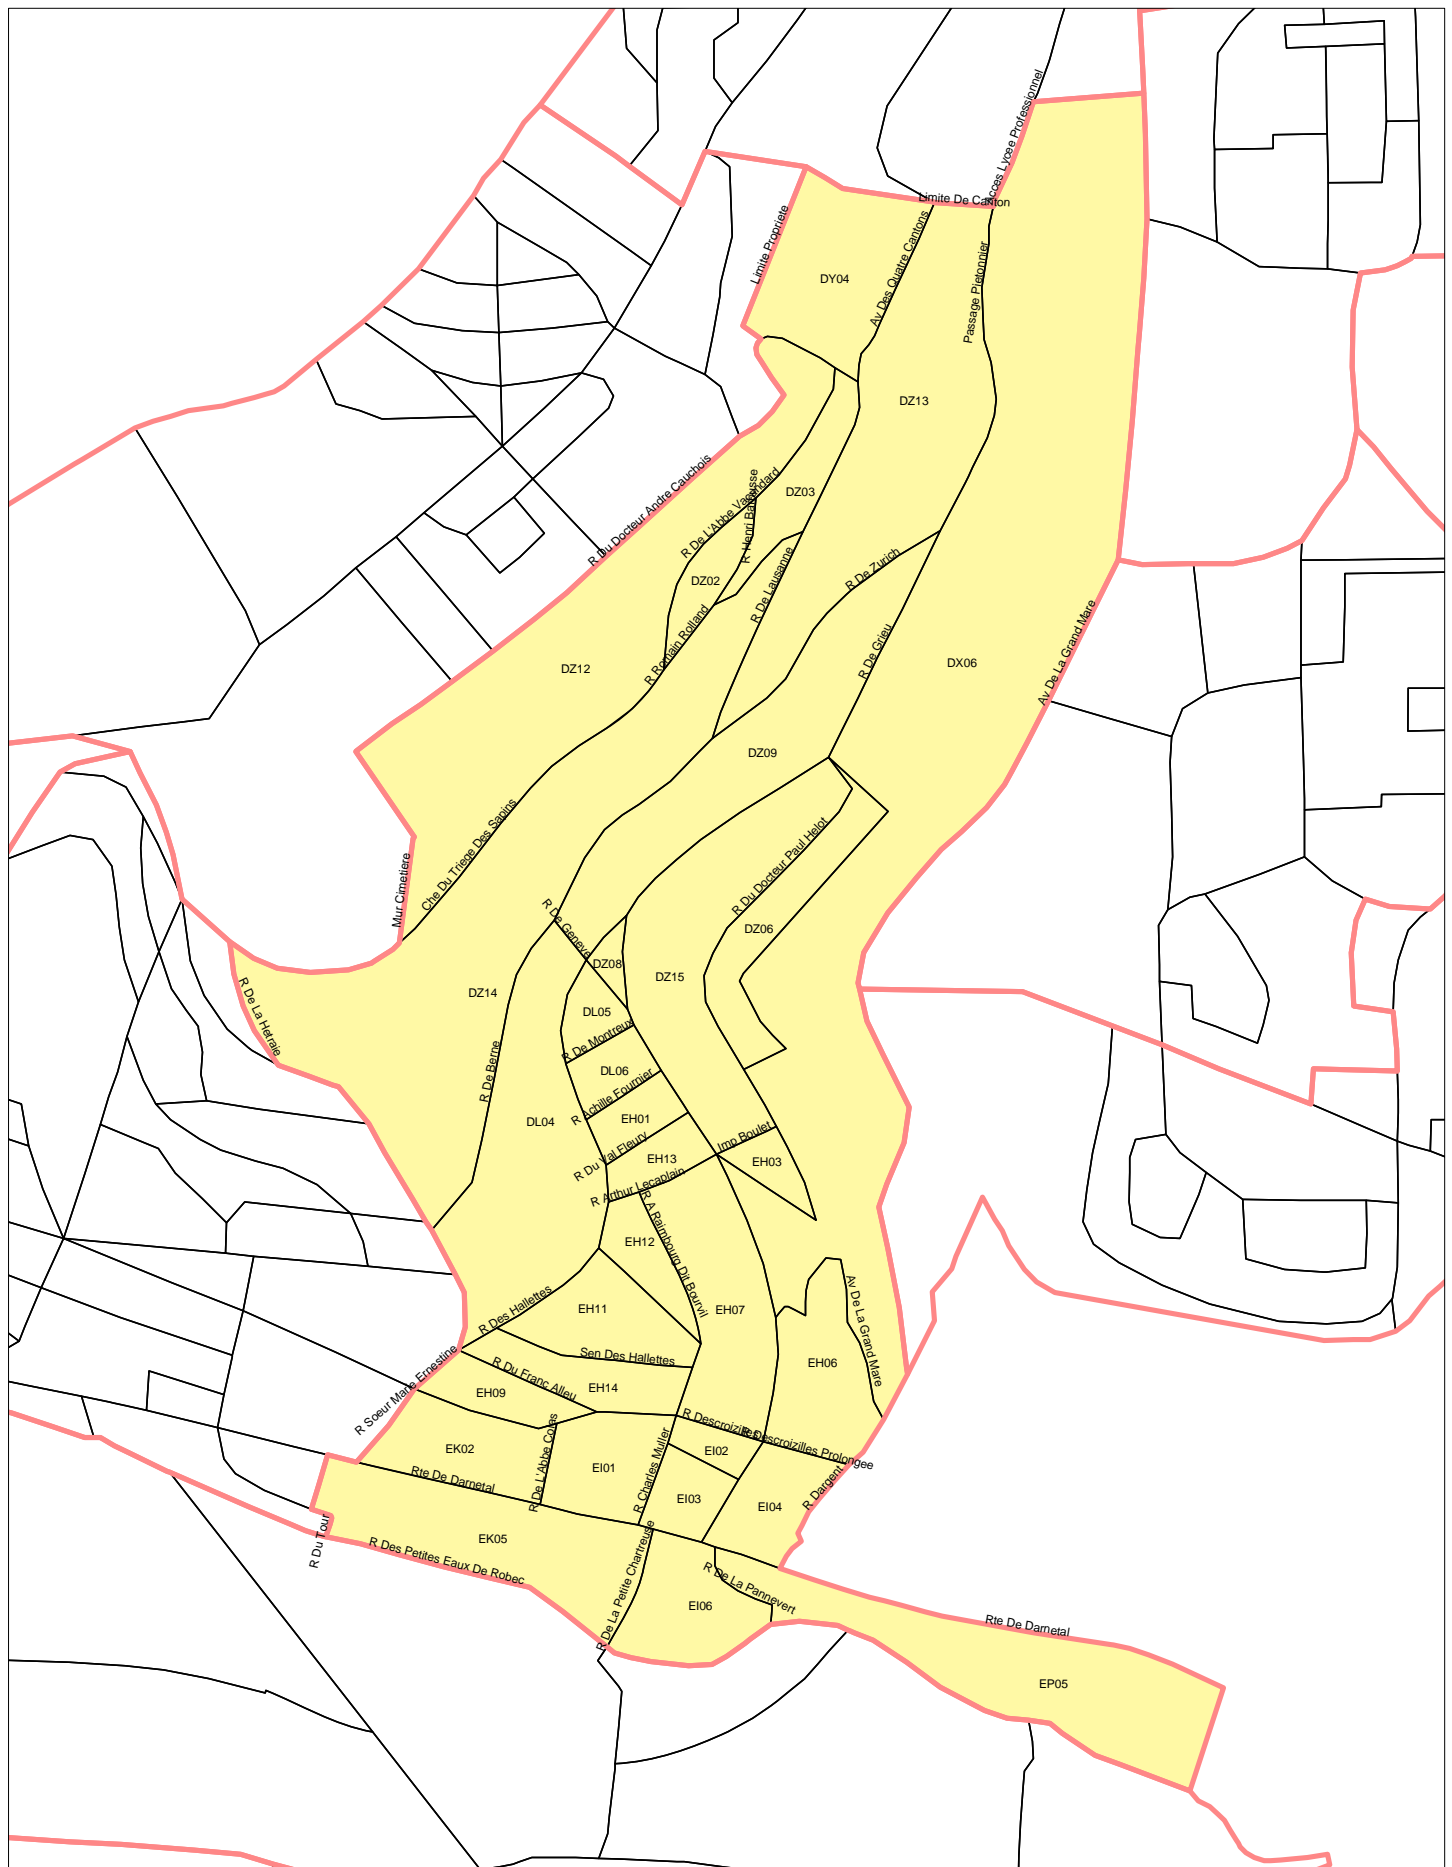 Acces Lycee Professionnel
Limite De Canton
Limite Propriete
Av Des Quatre Cantons
Passage Pietonnier
DY04
DZ13
R Du Docteur Andre Cauchois
R De L'Abbe Vacandard
R Henri Barbusse
DZ03
DZ02
R De Lausanne
R De Zurich
R Romain Rolland
R De Grieu
Av De La Grand Mare
DZ12
DX06
DZ09
Che Du Triege Des Sapins
R Du Docteur Paul Helot
Mur Cimetiere
R De Geneve
DZ06
DZ08
DZ15
DZ14
R De La Hetraie
DL05
R De Montreux
R De Berne
DL06
R Achille Fournier
DL04
EH01
R Du Val Fleury
Imp Boulet
EH13
EH03
R Arthur Lecaplain
R A Raimbourg Dit Bourvil
EH12
R Des Hallettes
EH11
EH07
Av De La Grand Mare
Sen Des Hallettes
EH06
R Soeur Marie Ernestine
R Du Franc Alleu
EH14
EH09
R Descroizilles
R Descroizilles Prolongee
EK02
R De L'Abbe Colas
R Charles Muller
EI02
EI01
Rte De Darnetal
EI03
EI04
R Dargent
R Du Tour
EK05
R Des Petites Eaux De Robec
R De La Petite Chartreuse
R De La Pannevert
EI06
Rte De Darnetal
EP05